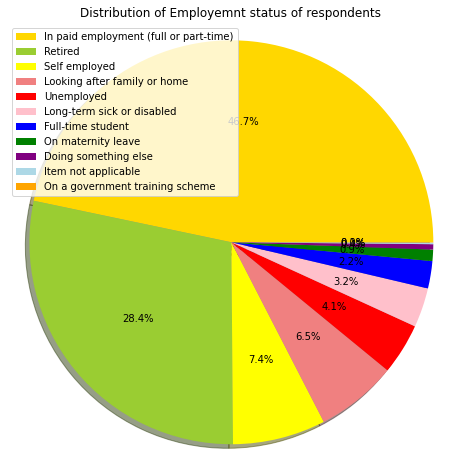 Distribution of Employemnt status of respondents
In paid employment (full or part-time)
Retired
Self employed
Looking after family or home
Unemployed
Long-term sick or disabled
Full-time student
On maternity leave
Doing something else
Item not applicable
On a government training scheme
46.7%
28.4%
7.4%
6.5%
4.1%
3.2%
2.2%
0.9%